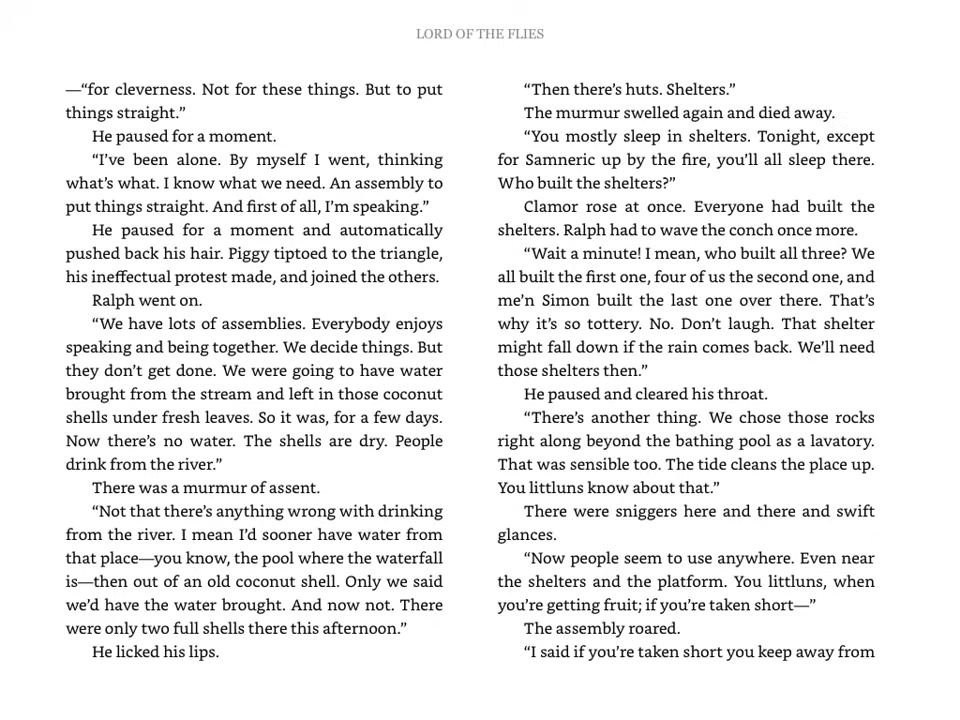 LORD OF THE FLIES
—“for cleverness. Not for these things. But to put
things straight.”
He paused for a moment.
“I’ve been alone. By myself I went, thinking
what’s what. I know what we need. An assembly to
put things straight. And first of all, I’m speaking.”
He paused for a moment and automatically
pushed back his hair. Piggy tiptoed to the triangle,
his ineffectual protest made, and joined the others.
Ralph went on.
“We have lots of assemblies. Everybody enjoys
speaking and being together. We decide things. But
they don’t get done. We were going to have water
brought from the stream and left in those coconut
shells under fresh leaves. So it was, for a few days.
Now there’s no water. The shells are dry. People
drink from the river.”
There was a murmur of assent.
“Not that there’s anything wrong with drinking
from the river. I mean I’d sooner have water from
that place—you know, the pool where the waterfall
is—then out of an old coconut shell. Only we said
we’d have the water brought. And now not. There
were only two full shells there this afternoon.”
He licked his lips.
“Then there’s huts. Shelters.”
The murmur swelled again and died away.
“You mostly sleep in shelters. Tonight, except
for Samneric up by the fire, you’ll all sleep there.
Who built the shelters?”
Clamor rose at once. Everyone had built the
shelters. Ralph had to wave the conch once more.
“Wait a minute! I mean, who built all three? We
all built the first one, four of us the second one, and
me’n Simon built the last one over there. That’s
why it’s so tottery. No. Don’t laugh. That shelter
might fall down if the rain comes back. We’ll need
those shelters then.”
He paused and cleared his throat.
“There’s another thing. We chose those rocks
right along beyond the bathing pool as a lavatory.
That was sensible too. The tide cleans the place up.
You littluns know about that.”
There were sniggers here and there and swift
glances.
“Now people seem to use anywhere. Even near
the shelters and the platform. You littluns, when
you’re getting fruit; if you’re taken short—”
The assembly roared.
“I said if you’re taken short you keep away from